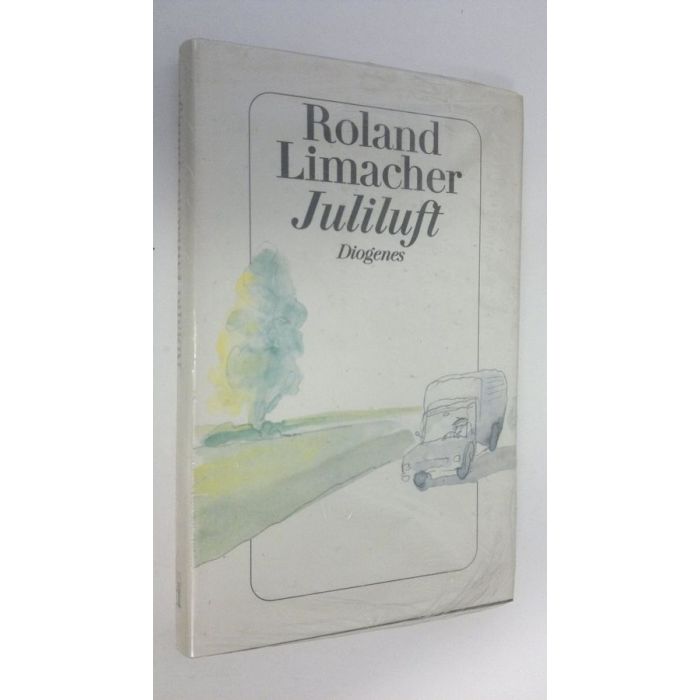 Roland
Limacher
Juliluft
Diogenes